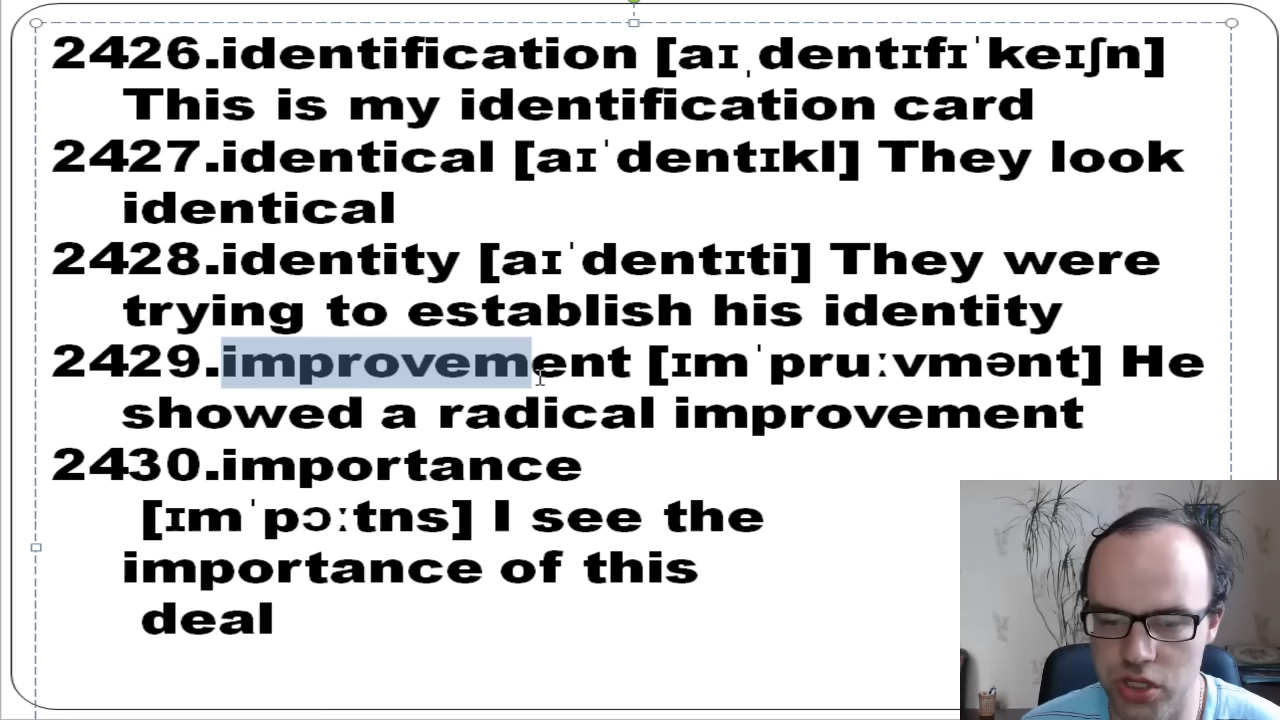 2426.identification [aɪˌdentɪfɪˈkeɪʃn]
This is my identification card
2427.identical [aɪˈdentɪkl] They look
identical
2428.identity [aɪˈdentɪti] They were
trying to establish his identity
2429.improvement [ɪmˈpruːvmənt] He
showed a radical improvement
2430.importance
[ɪmˈpɔːtns] I see the
importance of this
deal